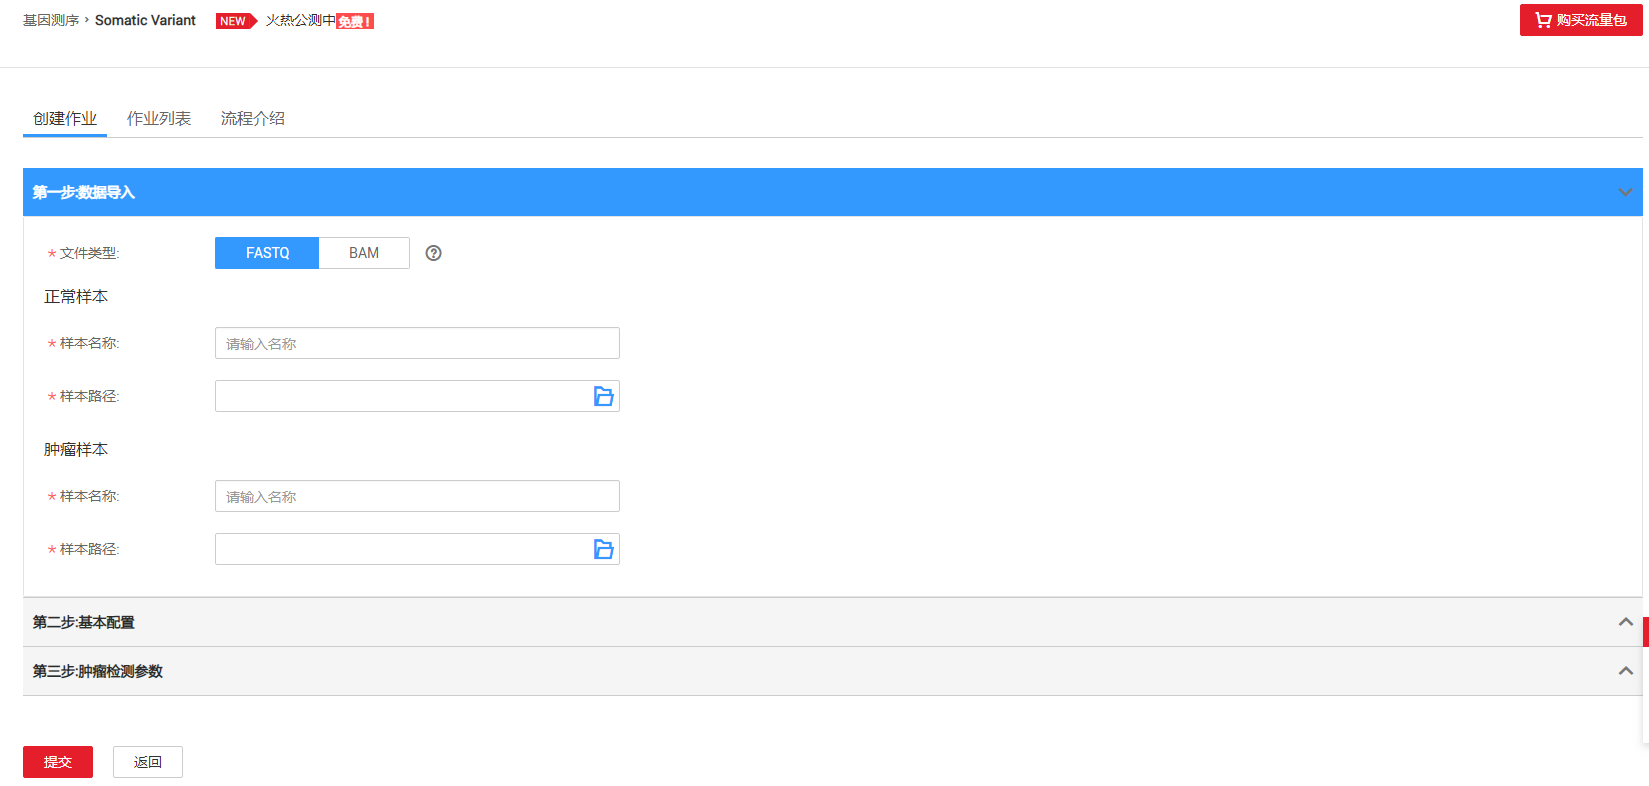 基因测序 › Somatic Variant NEW 火热公测中免费！
购买流量包
创建作业 作业列表 流程介绍
第一步:数据导入
* 文件类型: FASTQ BAM ?
正常样本
* 样本名称: 请输入名称
* 样本路径:
肿瘤样本
* 样本名称: 请输入名称
* 样本路径:
第二步:基本配置
第三步:肿瘤检测参数
提交 返回